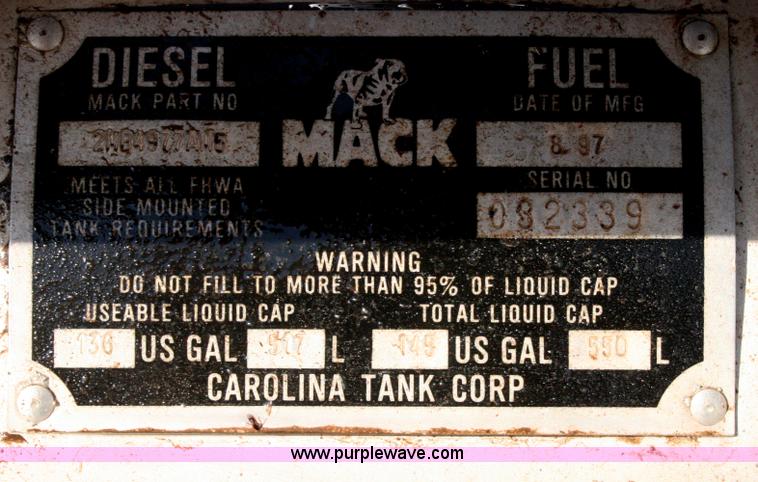 DIESEL
MACK PART NO
MEETS ALL FHWA
SIDE MOUNTED
TANK REQUIREMENTS
MACK
FUEL
DATE OF MFG
8 97
SERIAL NO
082339
WARNING
DO NOT FILL TO MORE THAN 95% OF LIQUID CAP
USEABLE LIQUID CAP TOTAL LIQUID CAP
136 US GAL 517 L 145 US GAL 550 L
CAROLINA TANK CORP
www.purplewave.com